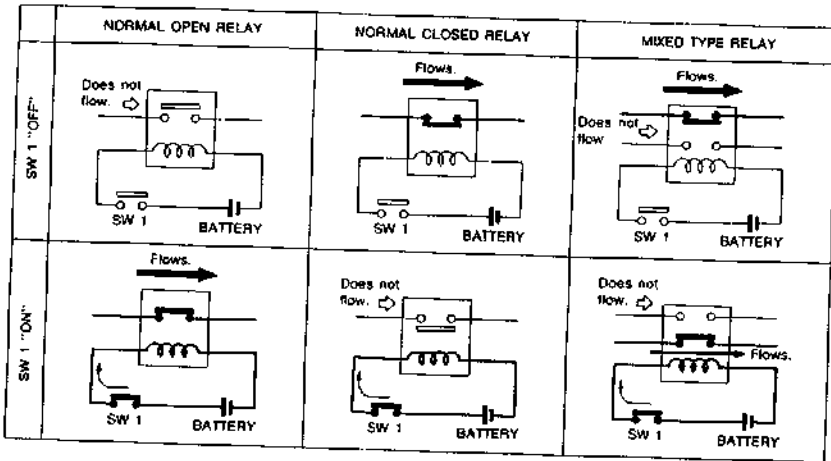 NORMAL OPEN RELAY
NORMAL CLOSED RELAY
MIXED TYPE RELAY
SW 1 "OFF"
Does not
flow.
SW 1
BATTERY
Flows.
SW 1
BATTERY
Flows.
Does not
flow
SW 1
BATTERY
SW 1 "ON"
Flows.
SW 1
BATTERY
Does not
flow.
SW 1
BATTERY
Does not
flow.
Flows.
SW 1
BATTERY